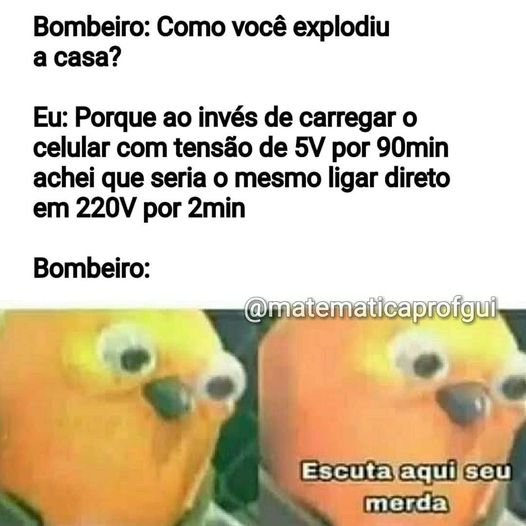 Bombeiro: Como você explodiu
a casa?
Eu: Porque ao invés de carregar o
celular com tensão de 5V por 90min
achei que seria o mesmo ligar direto
em 220V por 2min
Bombeiro:
@matematicaprofgui
Escuta aqui seu
merda